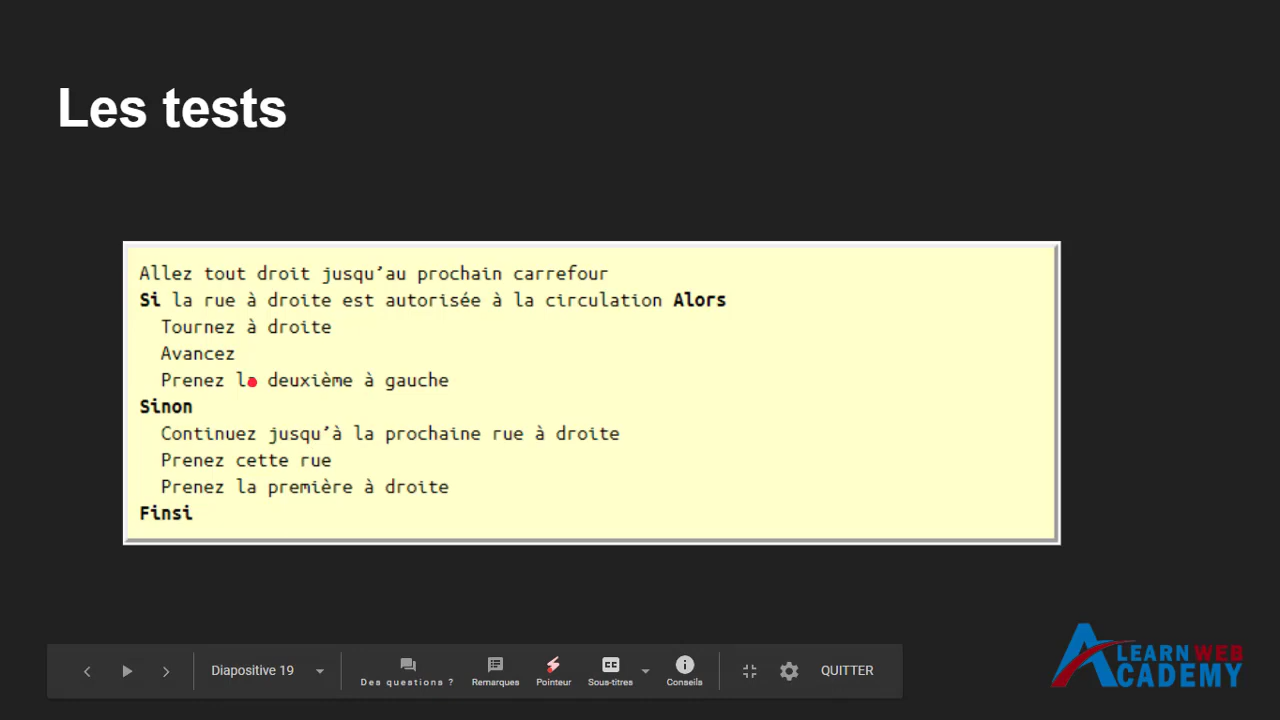 Les tests
Allez tout droit jusqu’au prochain carrefour
Si la rue à droite est autorisée à la circulation Alors
Tournez à droite
Avancez
Prenez la deuxième à gauche
Sinon
Continuez jusqu’à la prochaine rue à droite
Prenez cette rue
Prenez la première à droite
Finsi
Diapositive 19
Des questions ?
Remarques
Pointeur
CC
Sous-titres
Conseils
QUITTER
LEARN WEB
ACADEMY